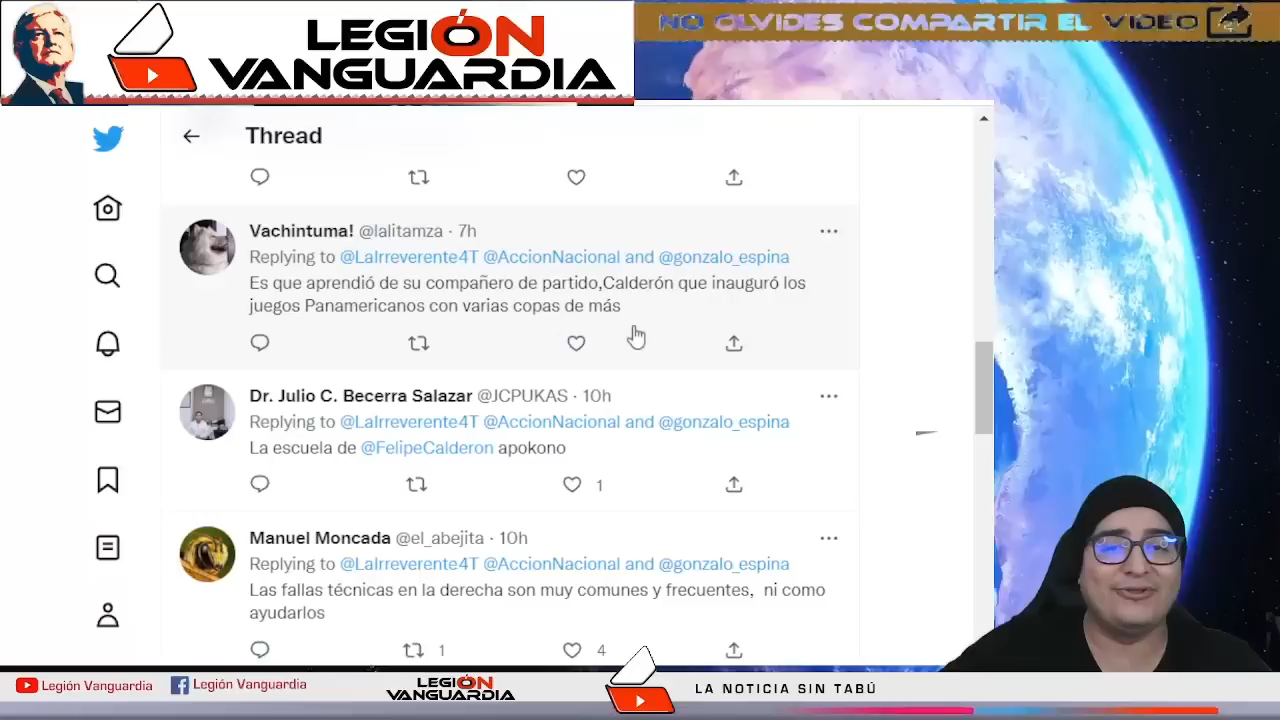 LEGIÓN
VANGUARDIA
NO OLVIDES COMPARTIR EL VIDEO
Thread
Vachintuma! @lalitamza · 7h
Replying to @LaIrreverente4T @AccionNacional and @gonzalo_espina
Es que aprendió de su compañero de partido,Calderón que inauguró los
juegos Panamericanos con varias copas de más
Dr. Julio C. Becerra Salazar @JCPUKAS · 10h
Replying to @LaIrreverente4T @AccionNacional and @gonzalo_espina
La escuela de @FelipeCalderon apokono
1
Manuel Moncada @el_abejita · 10h
Replying to @LaIrreverente4T @AccionNacional and @gonzalo_espina
Las fallas técnicas en la derecha son muy comunes y frecuentes, ni como
ayudarlos
1 4
Legión Vanguardia
Legión Vanguardia
LEGIÓN
VANGUARDIA
LA NOTICIA SIN TABÚ